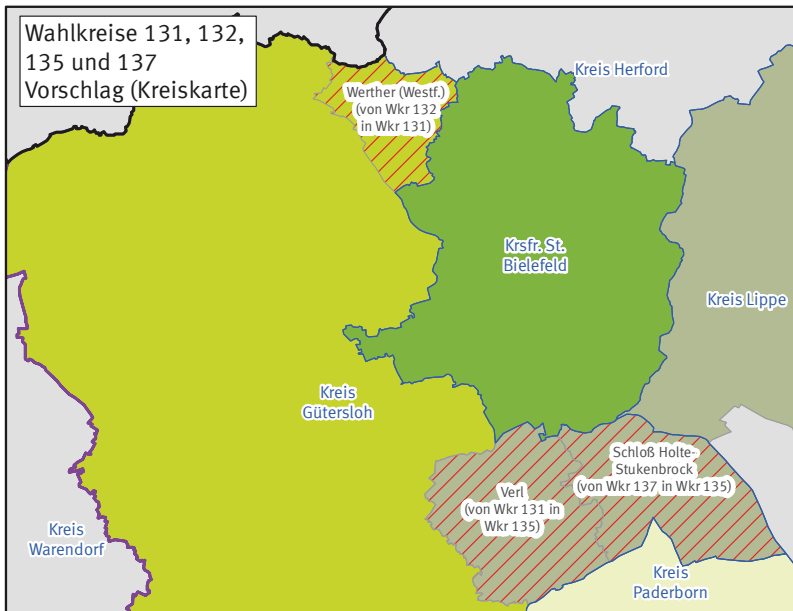 Wahlkreise 131, 132,
135 und 137
Vorschlag (Kreiskarte)
Kreis Herford
Werther (Westf.)
(von Wkr 132
in Wkr 131)
Krsfr. St.
Bielefeld
Kreis Lippe
Kreis
Gütersloh
Schloß Holte-
Stukenbrock
(von Wkr 137 in Wkr 135)
Verl
(von Wkr 131 in
Wkr 135)
Kreis
Warendorf
Kreis
Paderborn